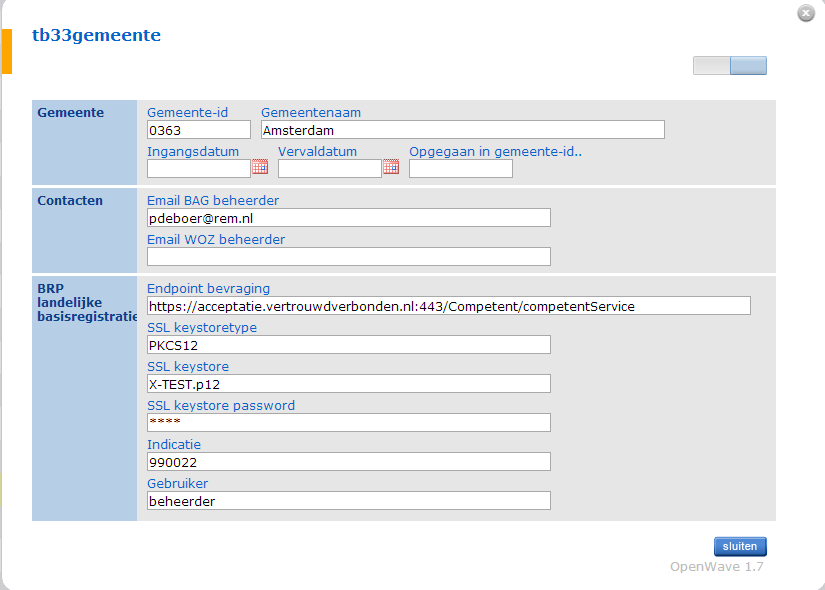 tb33gemeente
Gemeente
Gemeente-id Gemeentenaam
0363 Amsterdam
Ingangsdatum Vervaldatum Opgegaan in gemeente-id..
Contacten
Email BAG beheerder
pdeboer@rem.nl
Email WOZ beheerder
BRP
landelijke
basisregistratie
Endpoint bevraging
https://acceptatie.vertrouwdverbonden.nl:443/Competent/competentService
SSL keystoretype
PKCS12
SSL keystore
X-TEST.p12
SSL keystore password
****
Indicatie
990022
Gebruiker
beheerder
sluiten
OpenWave 1.7